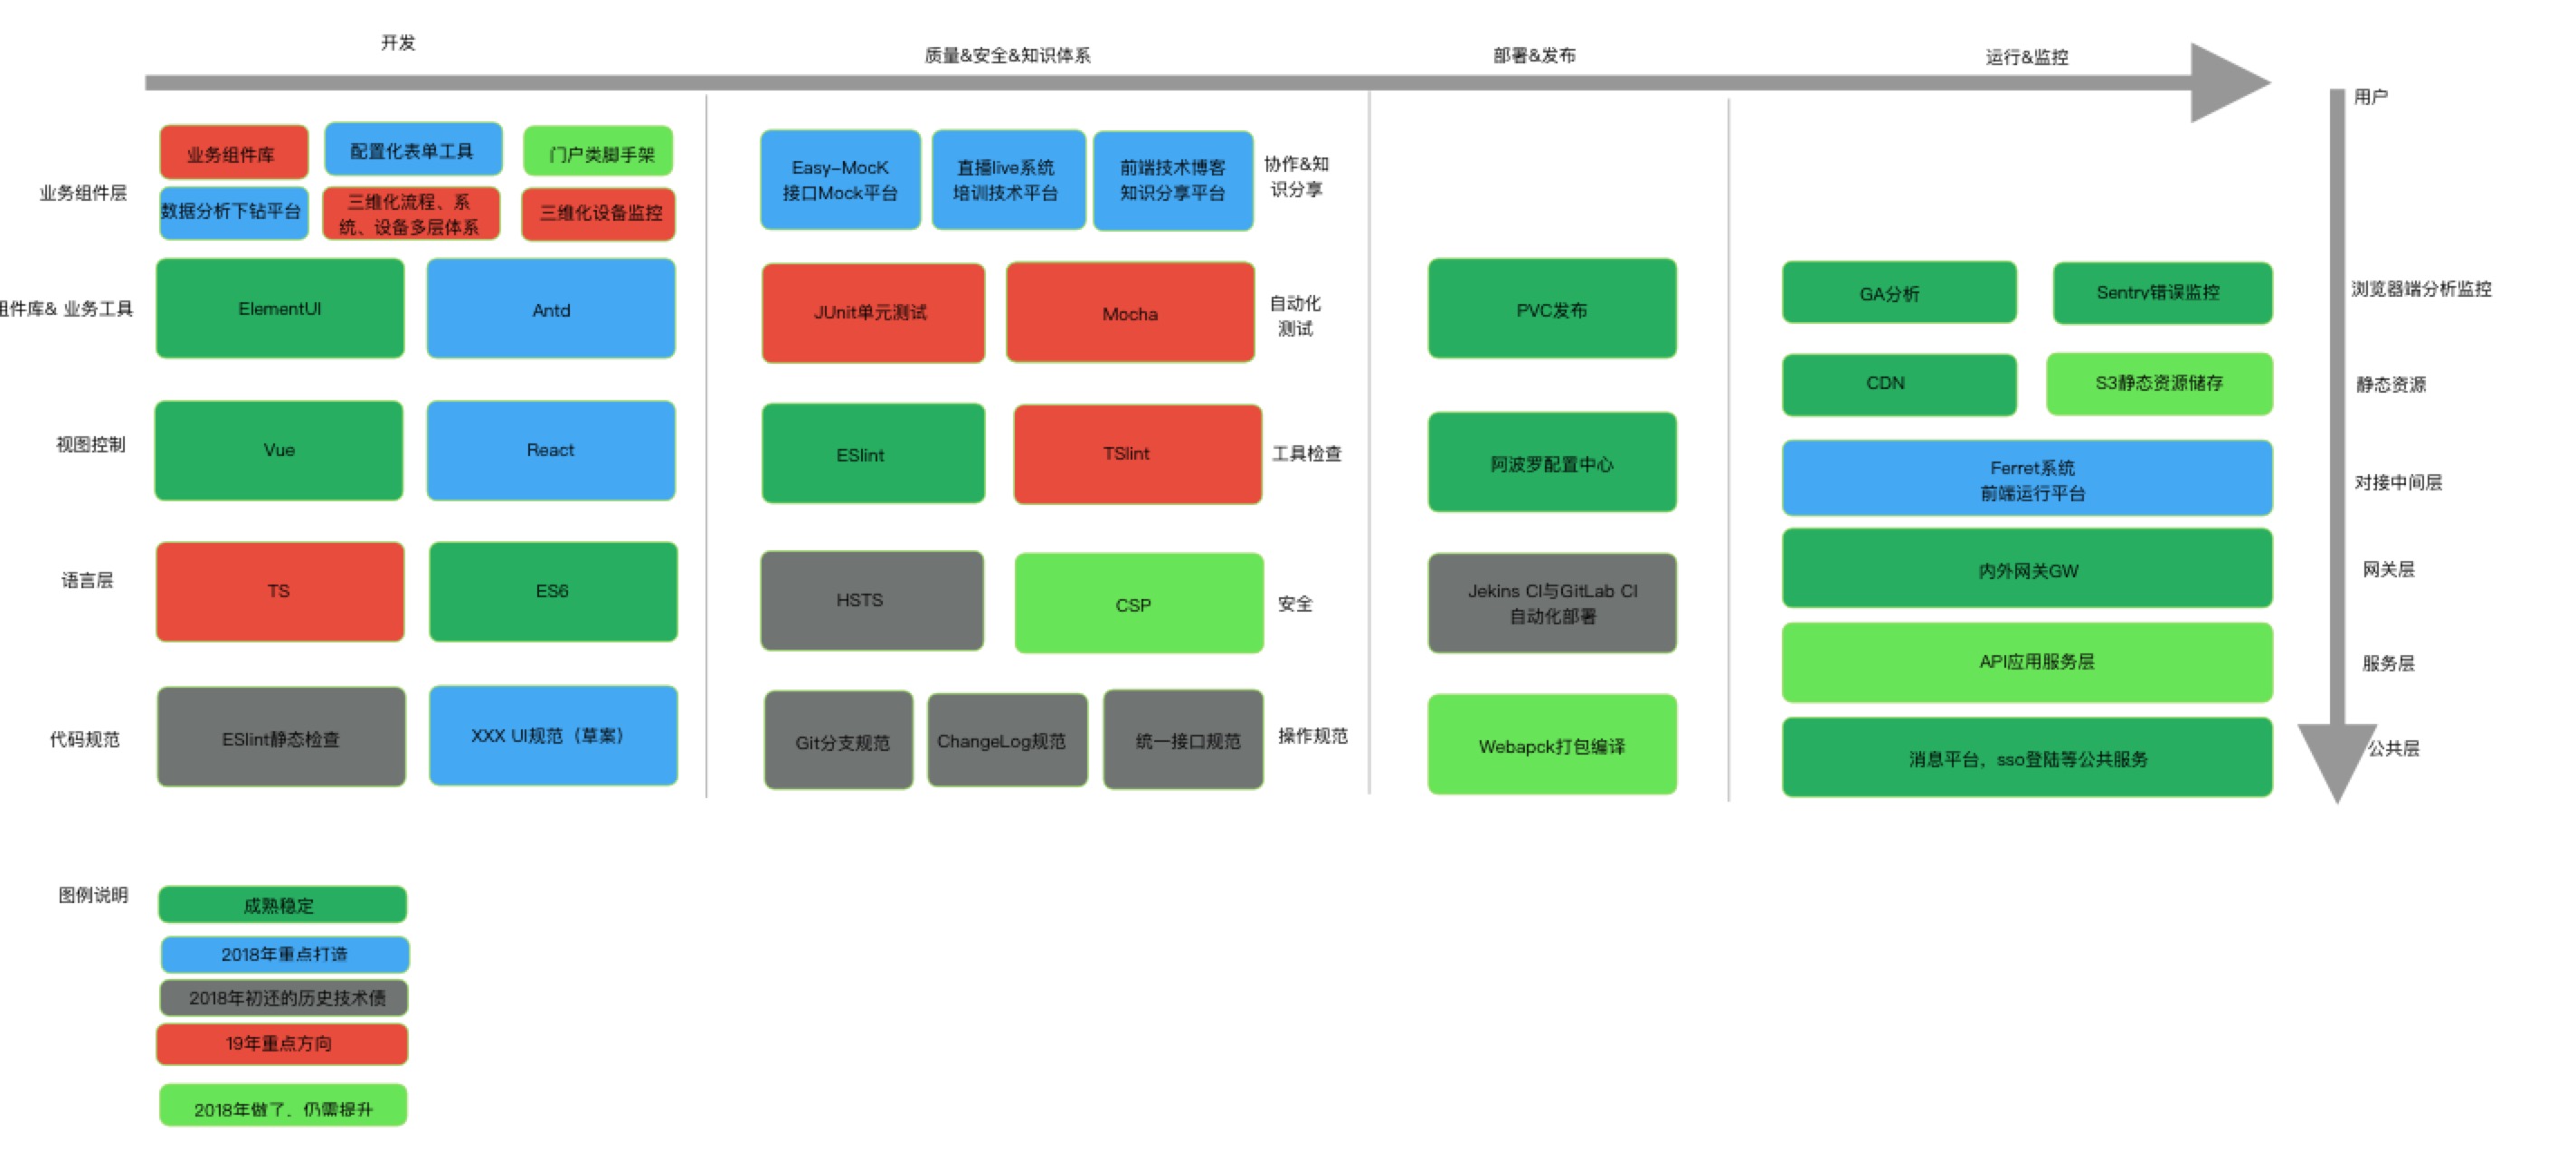 开发
质量&安全&知识体系
部署&发布
运行&监控
用户
业务组件层
业务组件库
配置化表单工具
门户类脚手架
数据分析下钻平台
三维化流程、系
统、设备多层体系
三维化设备监控
Easy-MocK
接口Mock平台
直播live系统
培训技术平台
前端技术博客
知识分享平台
协作&知
识分享
组件库& 业务工具
ElementUI
Antd
JUnit单元测试
Mocha
自动化
测试
PVC发布
GA分析
Sentry错误监控
浏览器端分析监控
CDN
S3静态资源储存
静态资源
视图控制
Vue
React
ESlint
TSlint
工具检查
阿波罗配置中心
Ferret系统
前端运行平台
对接中间层
语言层
TS
ES6
HSTS
CSP
安全
Jekins CI与GitLab CI
自动化部署
内外网关GW
网关层
API应用服务层
服务层
代码规范
ESlint静态检查
XXX UI规范（草案）
Git分支规范
ChangeLog规范
统一接口规范
操作规范
Webapck打包编译
消息平台，sso登陆等公共服务
公共层
图例说明
成熟稳定
2018年重点打造
2018年初还的历史技术债
19年重点方向
2018年做了，仍需提升